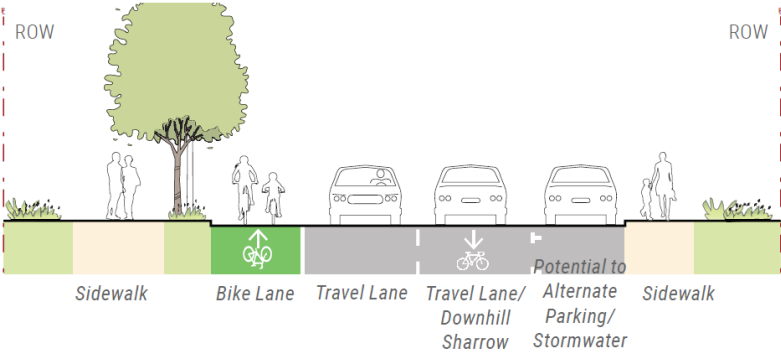 ROW
ROW
Sidewalk
Bike Lane
Travel Lane
Travel Lane/
Downhill
Sharrow
Potential to
Alternate
Parking/
Stormwater
Sidewalk